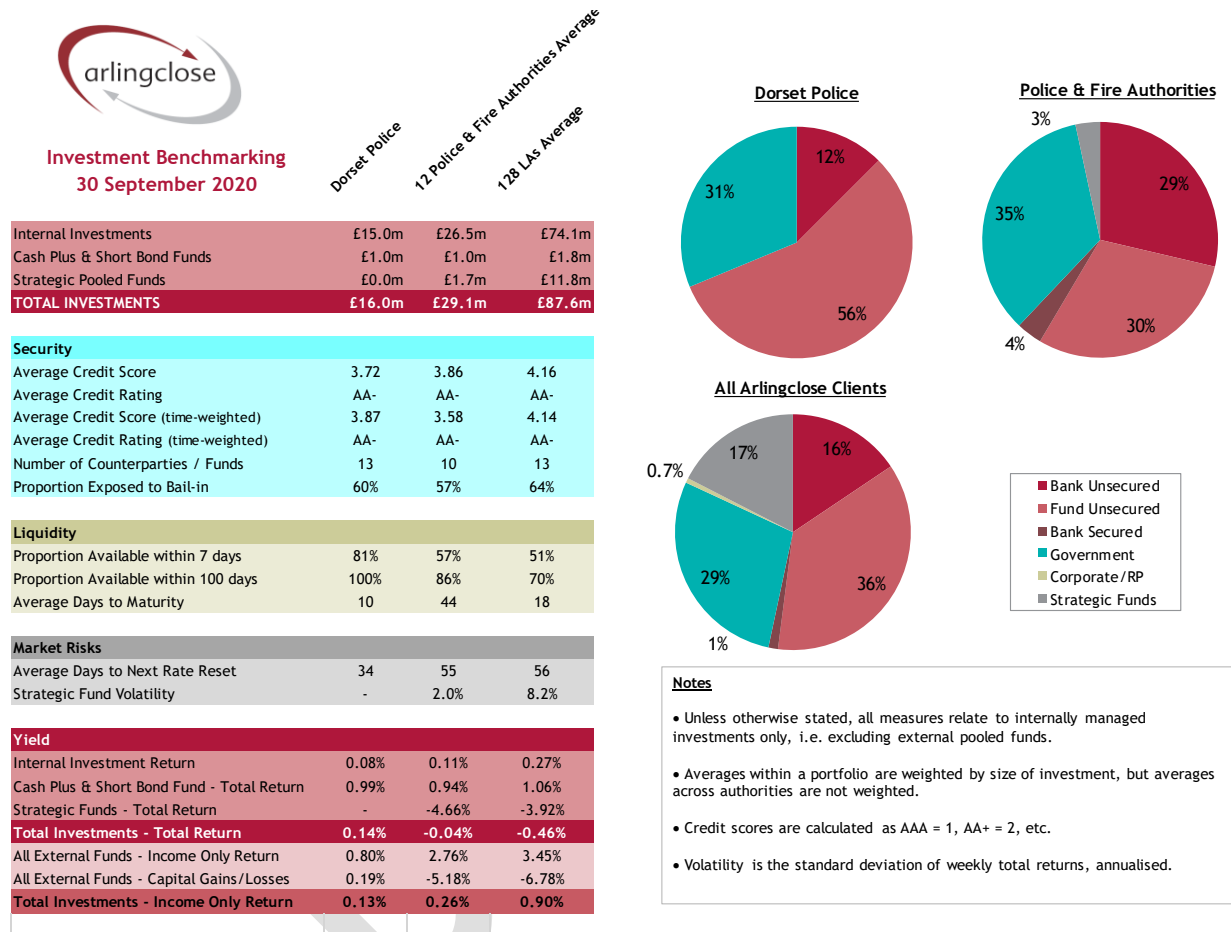 arlingclose
Investment Benchmarking
30 September 2020
Dorset Police
12 Police & Fire Authorities Average
128 LAs Average
Internal Investments £15.0m £26.5m £74.1m
Cash Plus & Short Bond Funds £1.0m £1.0m £1.8m
Strategic Pooled Funds £0.0m £1.7m £11.8m
TOTAL INVESTMENTS £16.0m £29.1m £87.6m
Security
Average Credit Score 3.72 3.86 4.16
Average Credit Rating AA- AA- AA-
Average Credit Score (time-weighted) 3.87 3.58 4.14
Average Credit Rating (time-weighted) AA- AA- AA-
Number of Counterparties / Funds 13 10 13
Proportion Exposed to Bail-in 60% 57% 64%
Liquidity
Proportion Available within 7 days 81% 57% 51%
Proportion Available within 100 days 100% 86% 70%
Average Days to Maturity 10 44 18
Market Risks
Average Days to Next Rate Reset 34 55 56
Strategic Fund Volatility - 2.0% 8.2%
Yield
Internal Investment Return 0.08% 0.11% 0.27%
Cash Plus & Short Bond Fund - Total Return 0.99% 0.94% 1.06%
Strategic Funds - Total Return - -4.66% -3.92%
Total Investments - Total Return 0.14% -0.04% -0.46%
All External Funds - Income Only Return 0.80% 2.76% 3.45%
All External Funds - Capital Gains/Losses 0.19% -5.18% -6.78%
Total Investments - Income Only Return 0.13% 0.26% 0.90%
Dorset Police
12%
31%
56%
Police & Fire Authorities
3%
29%
35%
30%
4%
All Arlingclose Clients
17%
16%
0.7%
29%
36%
1%
Bank Unsecured
Fund Unsecured
Bank Secured
Government
Corporate/RP
Strategic Funds
Notes
• Unless otherwise stated, all measures relate to internally managed
investments only, i.e. excluding external pooled funds.
• Averages within a portfolio are weighted by size of investment, but averages
across authorities are not weighted.
• Credit scores are calculated as AAA = 1, AA+ = 2, etc.
• Volatility is the standard deviation of weekly total returns, annualised.